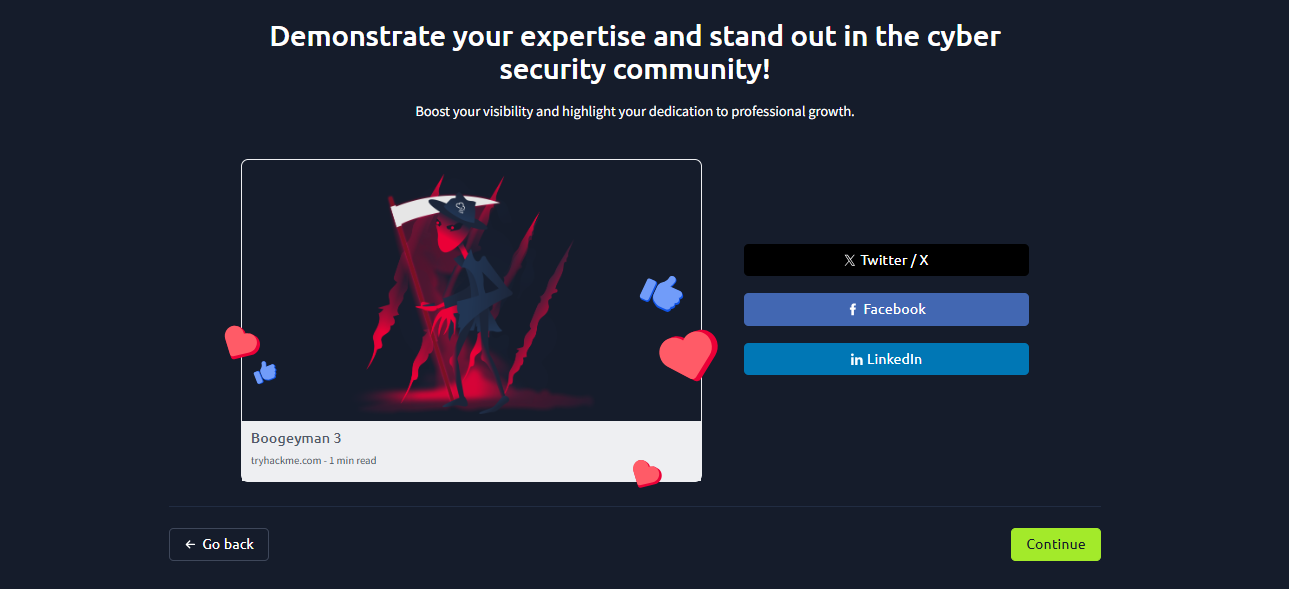 Demonstrate your expertise and stand out in the cyber
security community!
Boost your visibility and highlight your dedication to professional growth.
𝕏 Twitter / X
f Facebook
in LinkedIn
Boogeyman 3
tryhackme.com - 1 min read
← Go back
Continue